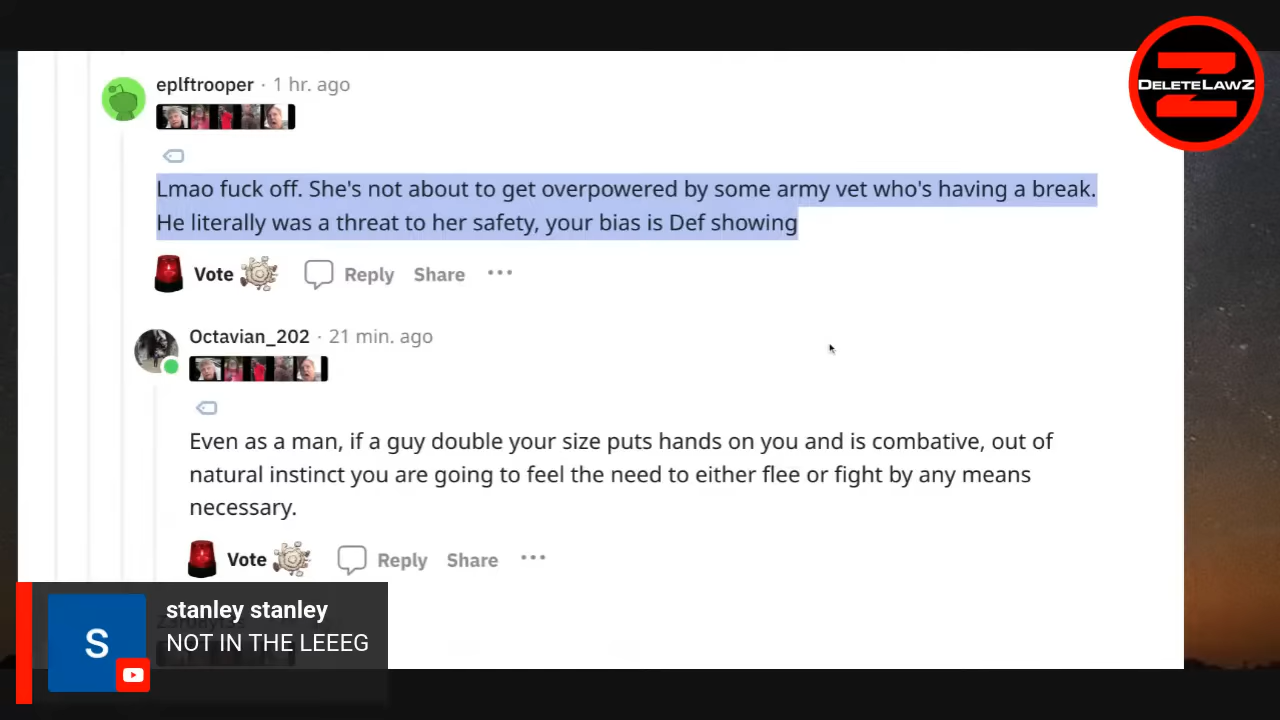 DELETELAWZ
eplftrooper · 1 hr. ago
Lmao fuck off. She's not about to get overpowered by some army vet who's having a break.
He literally was a threat to her safety, your bias is Def showing
Vote Reply Share ···
Octavian_202 · 21 min. ago
Even as a man, if a guy double your size puts hands on you and is combative, out of
natural instinct you are going to feel the need to either flee or fight by any means
necessary.
Vote Reply Share ···
stanley stanley
S
NOT IN THE LEEEG